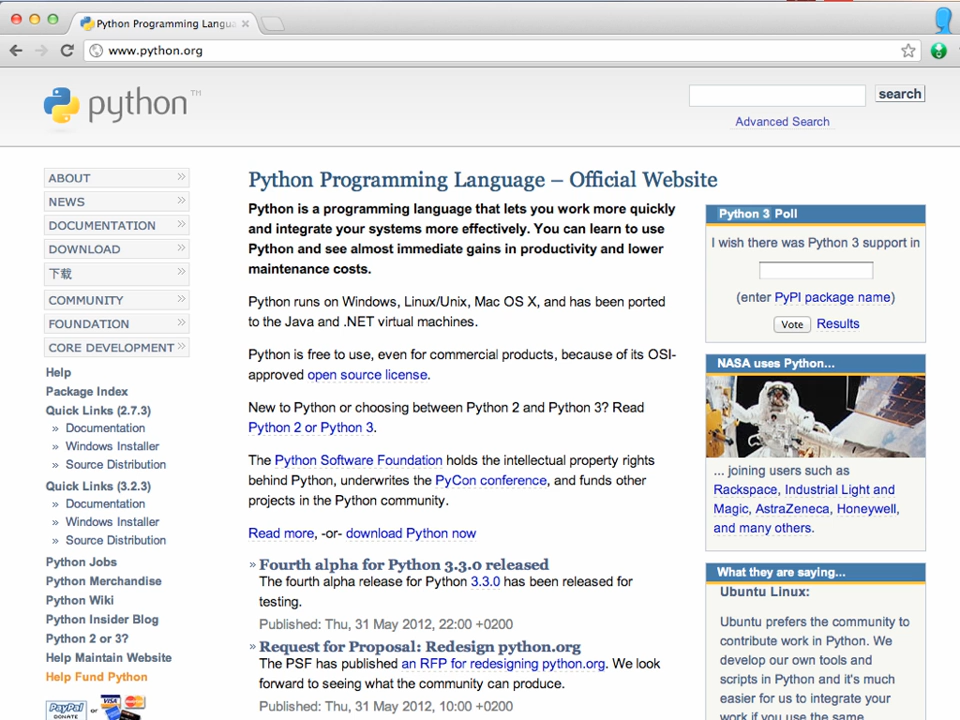 Python Programming Langua
www.python.org
python™
search
Advanced Search
ABOUT
NEWS
DOCUMENTATION
DOWNLOAD
下载
COMMUNITY
FOUNDATION
CORE DEVELOPMENT
Help
Package Index
Quick Links (2.7.3)
» Documentation
» Windows Installer
» Source Distribution
Quick Links (3.2.3)
» Documentation
» Windows Installer
» Source Distribution
Python Jobs
Python Merchandise
Python Wiki
Python Insider Blog
Python 2 or 3?
Help Maintain Website
Help Fund Python
PayPal
DONATE
or
VISA
Python Programming Language – Official Website
Python is a programming language that lets you work more quickly
and integrate your systems more effectively. You can learn to use
Python and see almost immediate gains in productivity and lower
maintenance costs.
Python runs on Windows, Linux/Unix, Mac OS X, and has been ported
to the Java and .NET virtual machines.
Python is free to use, even for commercial products, because of its OSI-
approved open source license.
New to Python or choosing between Python 2 and Python 3? Read
Python 2 or Python 3.
The Python Software Foundation holds the intellectual property rights
behind Python, underwrites the PyCon conference, and funds other
projects in the Python community.
Read more, -or- download Python now
» Fourth alpha for Python 3.3.0 released
The fourth alpha release for Python 3.3.0 has been released for
testing.
Published: Thu, 31 May 2012, 22:00 +0200
» Request for Proposal: Redesign python.org
The PSF has published an RFP for redesigning python.org. We look
forward to seeing what the community can produce.
Published: Thu, 31 May 2012, 10:00 +0200
Python 3 Poll
I wish there was Python 3 support in
(enter PyPI package name)
Vote Results
NASA uses Python...
... joining users such as
Rackspace, Industrial Light and
Magic, AstraZeneca, Honeywell,
and many others.
What they are saying...
Ubuntu Linux:
Ubuntu prefers the community to
contribute work in Python. We
develop our own tools and
scripts in Python and it's much
easier for us to integrate your
work if you use the same